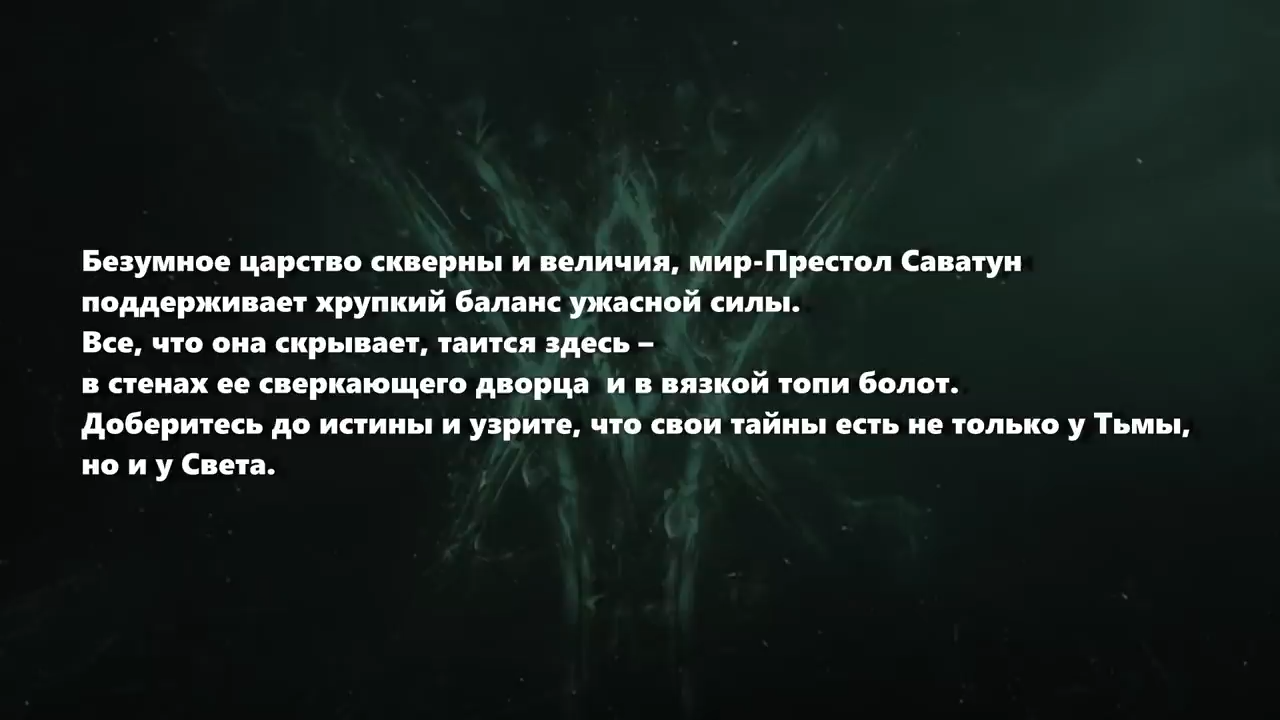 Безумное царство скверны и величия, мир-Престол Саватун
поддерживает хрупкий баланс ужасной силы.
Все, что она скрывает, таится здесь –
в стенах ее сверкающего дворца  и в вязкой топи болот.
Доберитесь до истины и узрите, что свои тайны есть не только у Тьмы,
но и у Света.